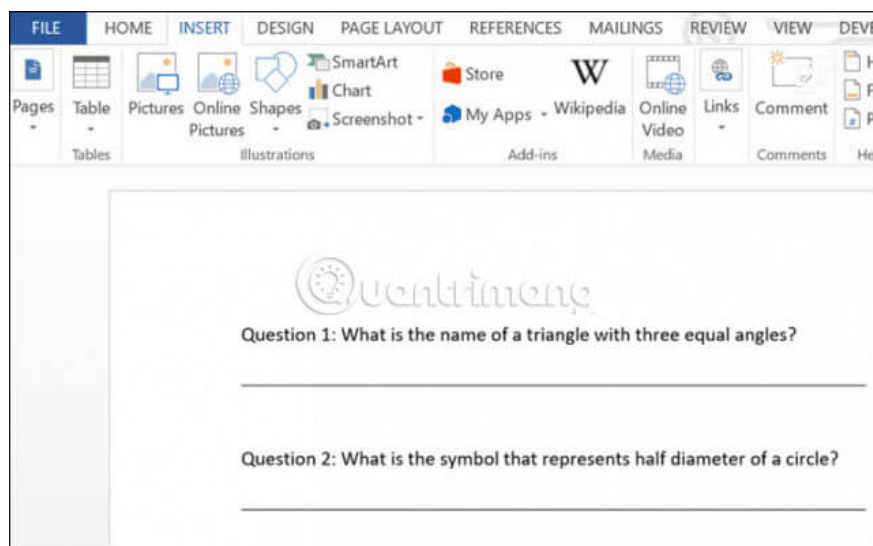 FILE HOME INSERT DESIGN PAGE LAYOUT REFERENCES MAILINGS REVIEW VIEW
SmartArt
Chart
Screenshot
Store
My Apps
Pages Table Pictures Online Pictures Shapes Wikipedia Online Video Links Comment
Tables Illustrations Add-ins Media Comments
Quantrimang
Question 1: What is the name of a triangle with three equal angles?
Question 2: What is the symbol that represents half diameter of a circle?